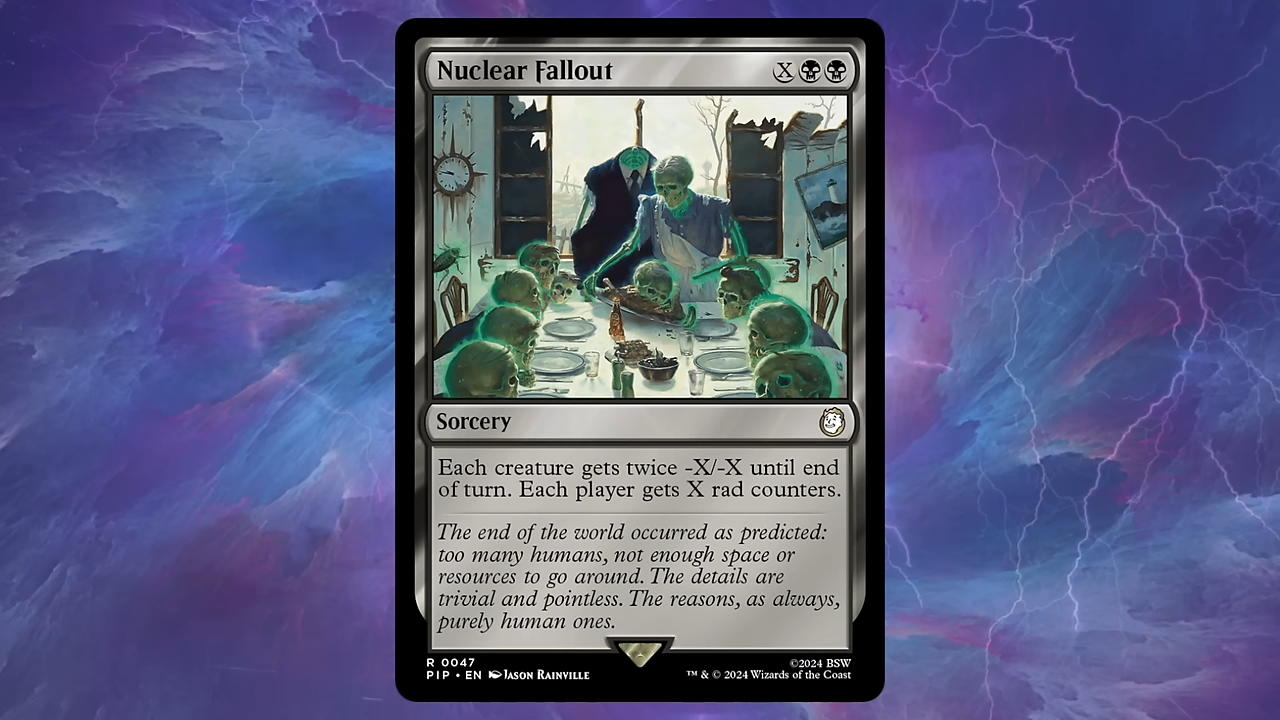 Nuclear Fallout X
Sorcery
Each creature gets twice -X/-X until end
of turn. Each player gets X rad counters.
The end of the world occurred as predicted:
too many humans, not enough space or
resources to go around. The details are
trivial and pointless. The reasons, as always,
purely human ones.
R 0047
PIP • EN JASON RAINVILLE
©2024 BSW
™ & © 2024 Wizards of the Coast